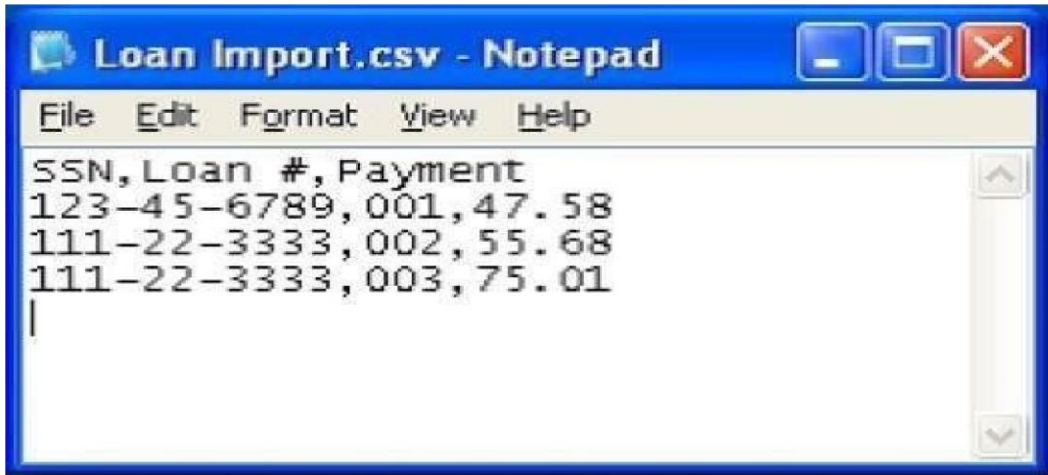 Loan Import.csv - Notepad
File Edit Format View Help
SSN,Loan #,Payment
123-45-6789,001,47.58
111-22-3333,002,55.68
111-22-3333,003,75.01